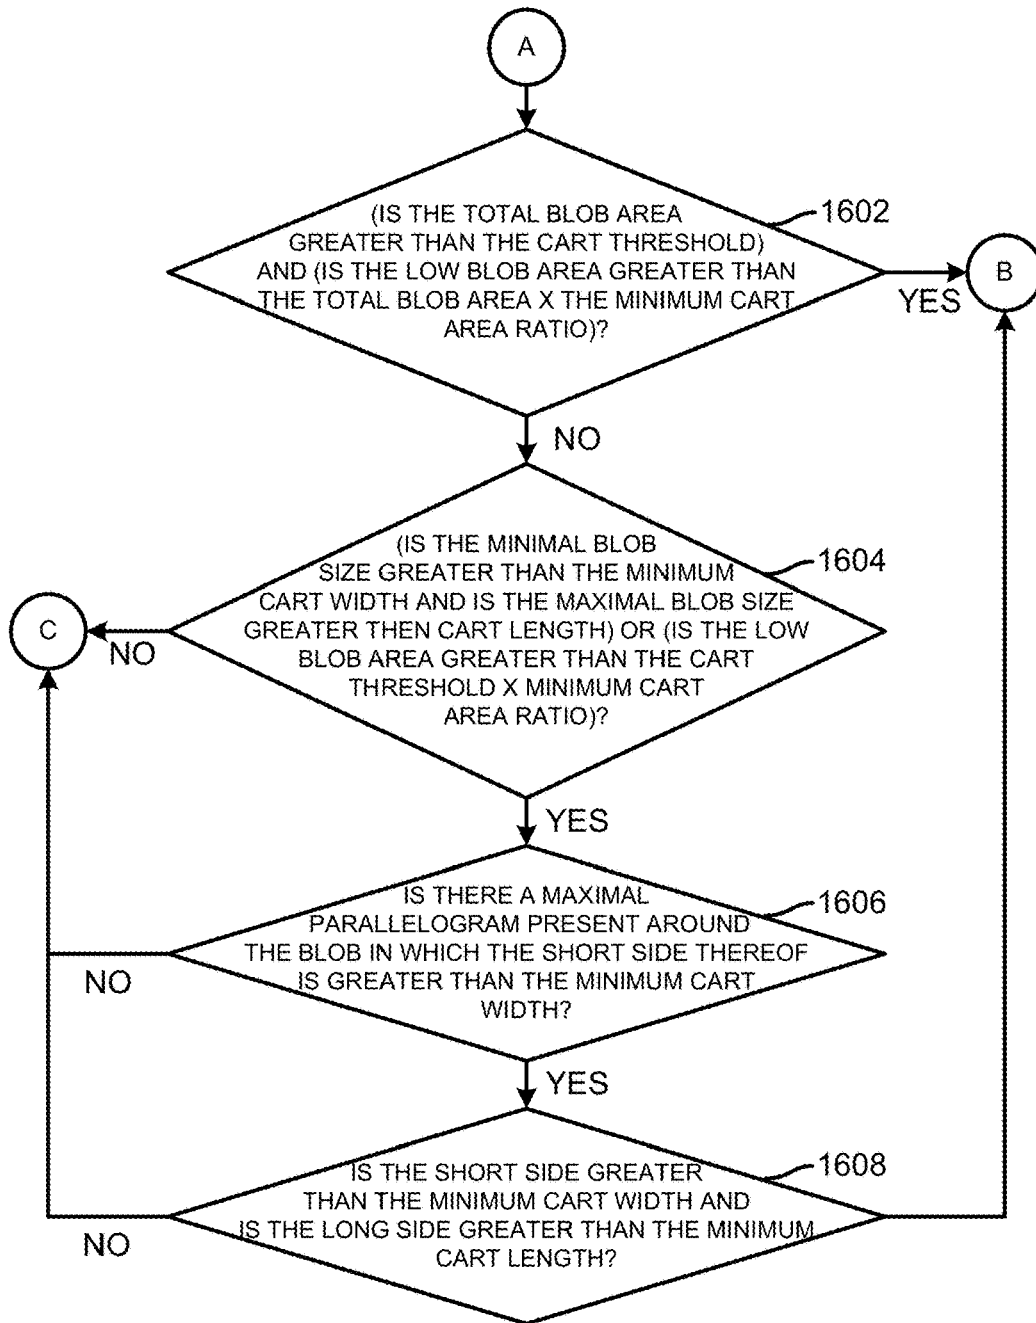 A
(IS THE TOTAL BLOB AREA
GREATER THAN THE CART THRESHOLD)
AND (IS THE LOW BLOB AREA GREATER THAN
THE TOTAL BLOB AREA X THE MINIMUM CART
AREA RATIO)?
1602
YES
B
NO
(IS THE MINIMAL BLOB
SIZE GREATER THAN THE MINIMUM
CART WIDTH AND IS THE MAXIMAL BLOB SIZE
GREATER THEN CART LENGTH) OR (IS THE LOW
BLOB AREA GREATER THAN THE CART
THRESHOLD X MINIMUM CART
AREA RATIO)?
1604
C
NO
YES
IS THERE A MAXIMAL
PARALLELOGRAM PRESENT AROUND
THE BLOB IN WHICH THE SHORT SIDE THEREOF
IS GREATER THAN THE MINIMUM CART
WIDTH?
1606
NO
YES
IS THE SHORT SIDE GREATER
THAN THE MINIMUM CART WIDTH AND
IS THE LONG SIDE GREATER THAN THE MINIMUM
CART LENGTH?
1608
NO